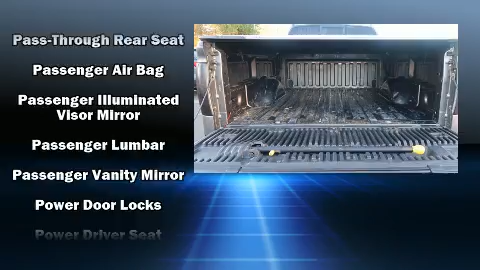 Pass-Through Rear Seat
Passenger Air Bag
Passenger Illuminated
Visor Mirror
Passenger Lumbar
Passenger Vanity Mirror
Power Door Locks
Power Driver Seat